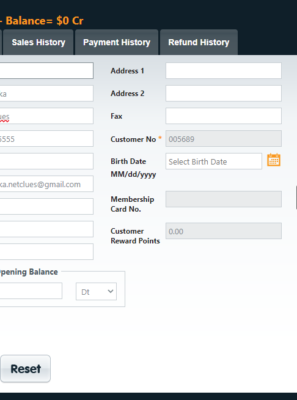 - Balance= $0 Cr
Sales History Payment History Refund History
Address 1
ka Address 2
ues Fax
5555 Customer No * 005689
Birth Date Select Birth Date
MM/dd/yyyy
ka.netclues@gmail.com
Membership
Card No.
Customer 0.00
Reward Points
pening Balance
Dt
Reset